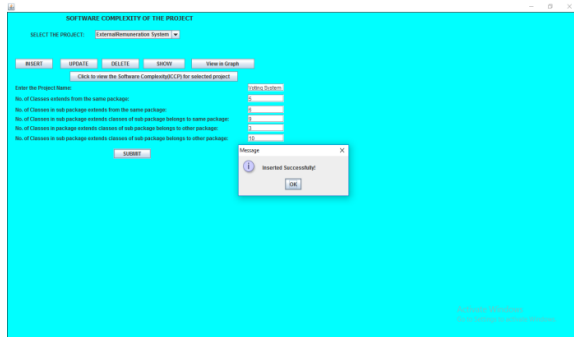 SOFTWARE COMPLEXITY OF THE PROJECT
SELECT THE PROJECT: ExternalRemuneration System
INSERT UPDATE DELETE SHOW View in Graph
Click to view the Software Complexity(CCP) for selected project
Enter the Project Name: Voting System
No. of Classes extends from the same package:
No. of Classes in sub package extends from the same package:
No. of Classes in sub package extends classes of sub package belongs to same package: 9
No. of Classes in package extends classes of sub package belongs to other package:
No. of Classes in sub package extends classes of sub package belongs to other package: 10
SUBMIT
Message
Inserted Successfully!
OK
Activate Windows